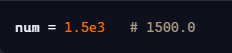 num = 1.5e3   # 1500.0